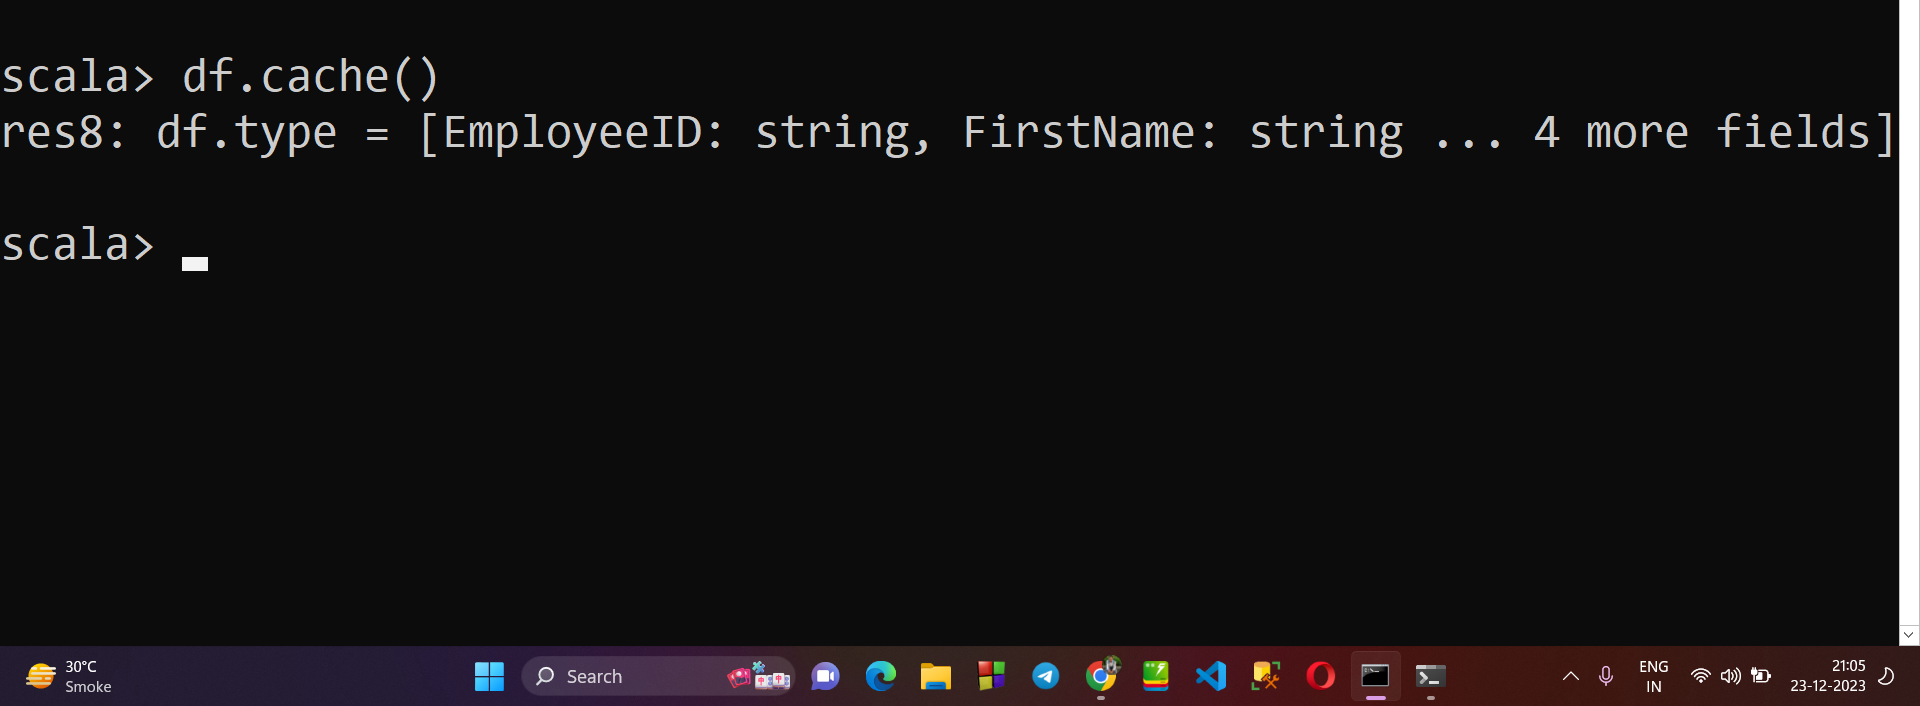 scala> df.cache()
res8: df.type = [EmployeeID: string, FirstName: string ... 4 more fields]
scala>
30°C
Smoke
Search
ENG
IN
21:05
23-12-2023